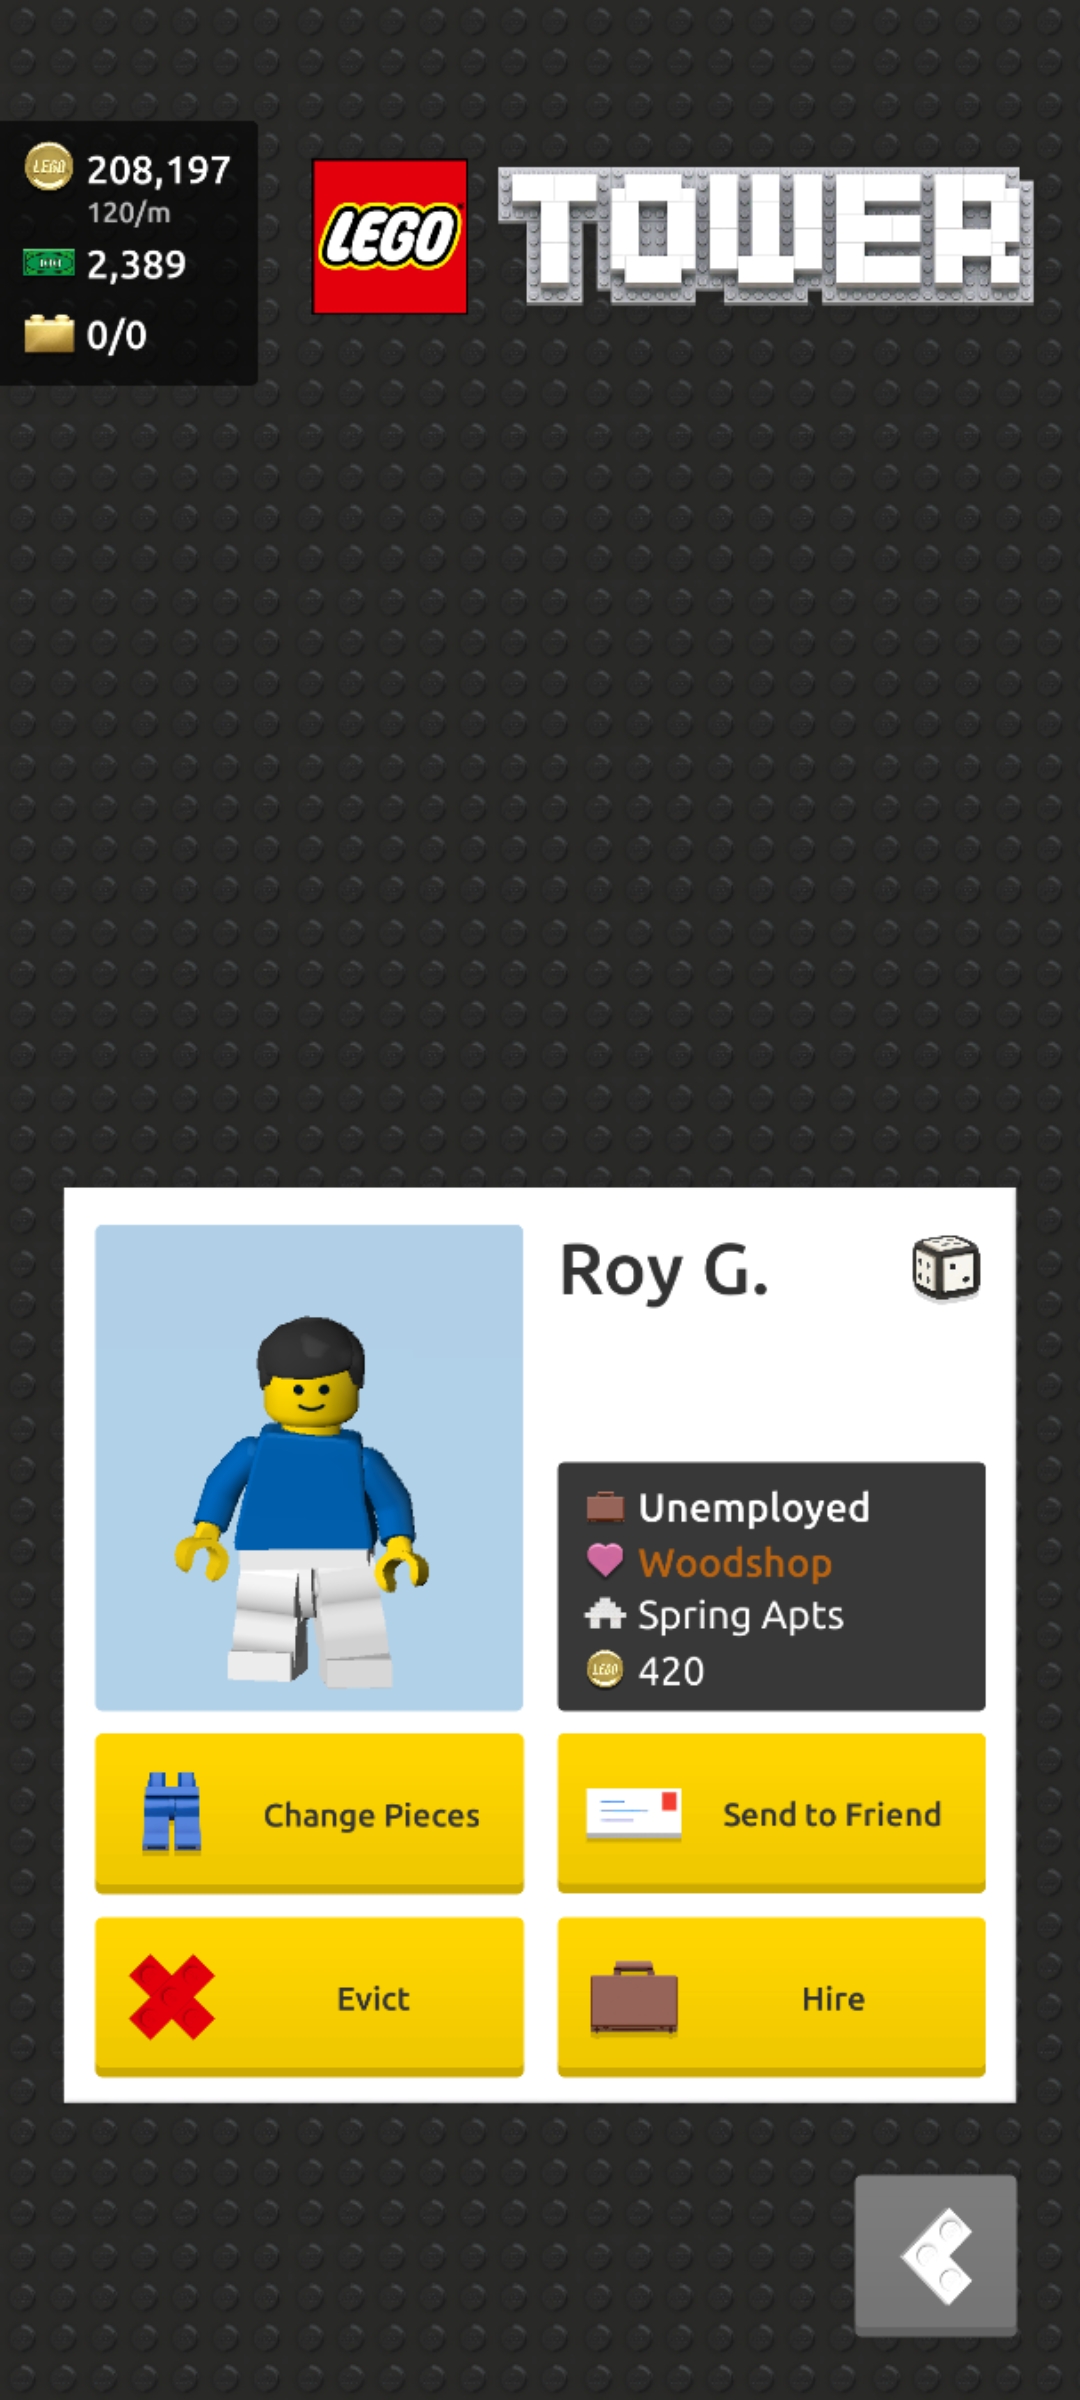 208,197
120/m
2,389
0/0
LEGO
TOWER
Roy G.
Unemployed
Woodshop
Spring Apts
420
Change Pieces
Send to Friend
Evict
Hire